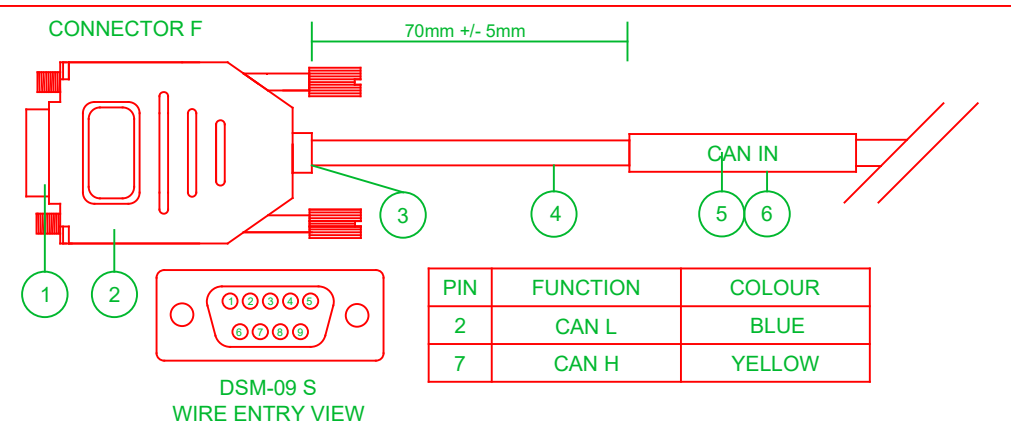 CONNECTOR F
70mm +/- 5mm
CAN IN
3
4
5
6
1
2
1 2 3 4 5
6 7 8 9
DSM-09 S
WIRE ENTRY VIEW
PIN FUNCTION COLOUR
2 CAN L BLUE
7 CAN H YELLOW